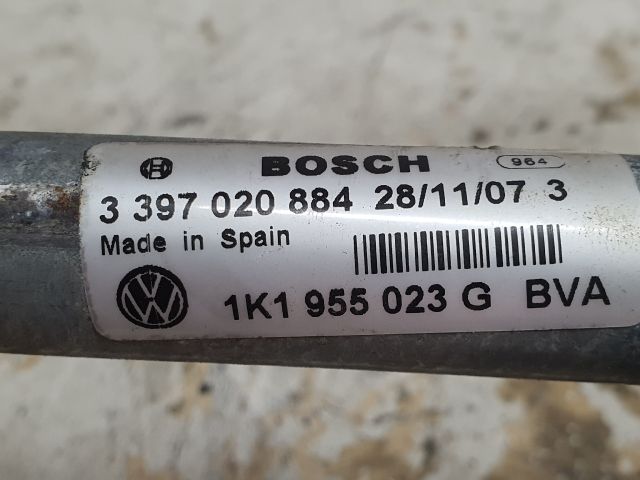 BOSCH 964
3 397 020 884 28/11/07 3
Made in Spain
1K1 955 023 G BVA